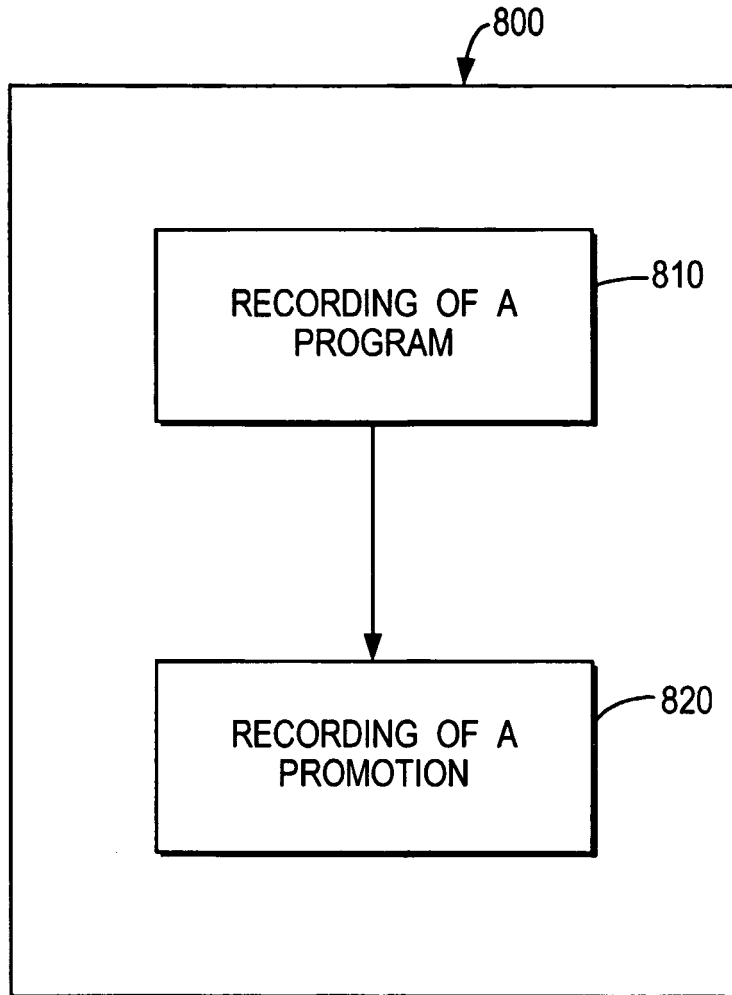 800
RECORDING OF A
PROGRAM
810
RECORDING OF A
PROMOTION
820